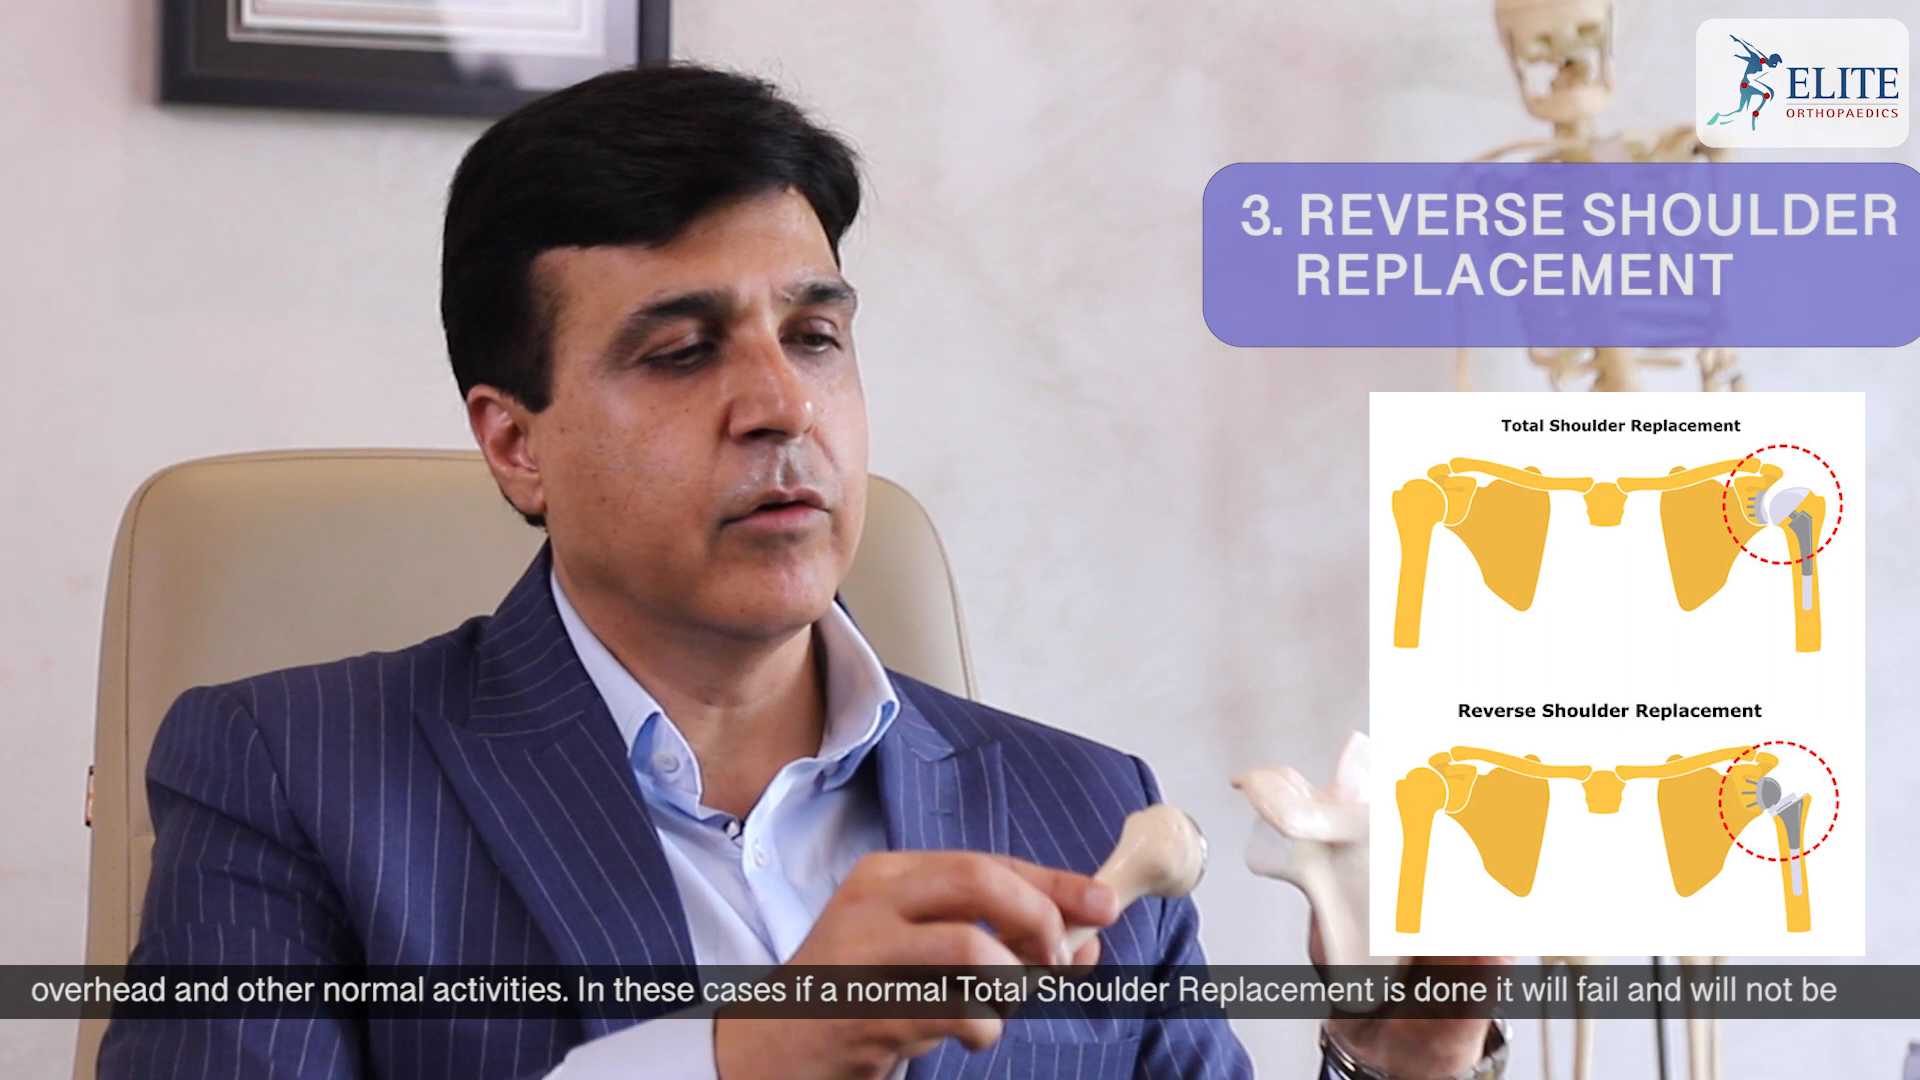 ELITE
ORTHOPAEDICS
3. REVERSE SHOULDER
REPLACEMENT
Total Shoulder Replacement
Reverse Shoulder Replacement
overhead and other normal activities. In these cases if a normal Total Shoulder Replacement is done it will fail and will not be